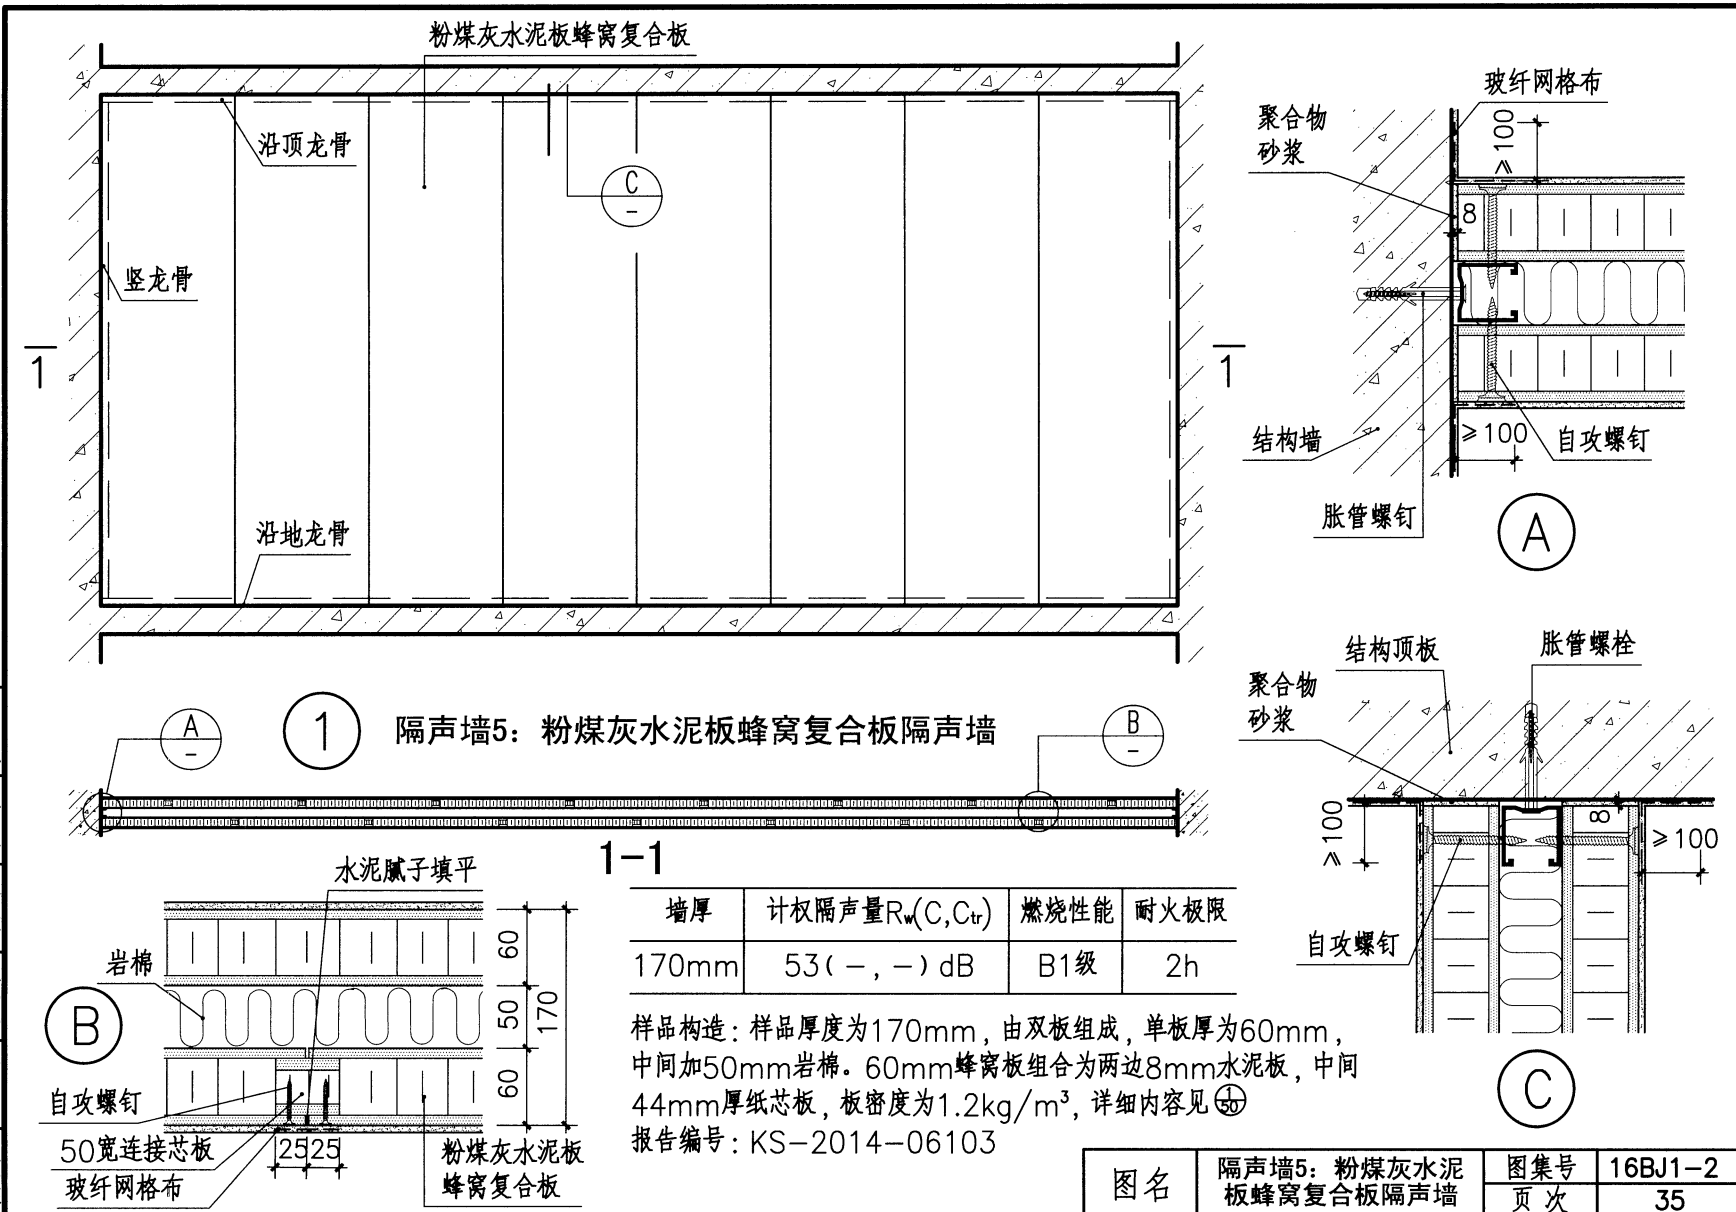 粉煤灰水泥板蜂窝复合板
沿顶龙骨
C
-
竖龙骨
1
1
沿地龙骨
玻纤网格布
聚合物
砂浆
≥100
8
结构墙
≥100
自攻螺钉
胀管螺钉
A
A
-
1
隔声墙5：粉煤灰水泥板蜂窝复合板隔声墙
B
-
1-1
结构顶板
胀管螺栓
聚合物
砂浆
≥100
8
≥100
自攻螺钉
C
水泥腻子填平
岩棉
B
60
50
60
170
自攻螺钉
50宽连接芯板
玻纤网格布
25 25
粉煤灰水泥板
蜂窝复合板
墙厚 计权隔声量Rw(C,Ctr) 燃烧性能 耐火极限
170mm 53(-,-)dB B1级 2h
样品构造：样品厚度为170mm，由双板组成，单板厚为60mm，
中间加50mm岩棉。60mm蜂窝板组合为两边8mm水泥板，中间
44mm厚纸芯板，板密度为1.2kg/m³，详细内容见 1/50
报告编号：KS-2014-06103
图名 隔声墙5：粉煤灰水泥 图集号 16BJ1-2
板蜂窝复合板隔声墙 页次 35